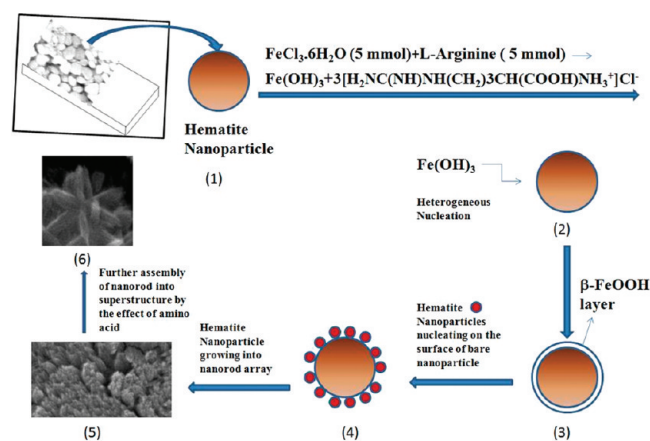 FeCl₃.6H₂O (5 mmol)+L-Arginine ( 5 mmol)
Fe(OH)₃+3[H₂NC(NH)NH(CH₂)3CH(COOH)NH₃⁺]Cl⁻
Hematite
Nanoparticle
(1)
Fe(OH)₃
Heterogeneous
Nucleation
(2)
β-FeOOH
layer
(3)
Hematite
Nanoparticles
nucleating on the
surface of bare
nanoparticle
(4)
Hematite
Nanoparticle
growing into
nanorod array
(5)
Further assembly
of nanorod into
superstructure by
the effect of amino
acid
(6)